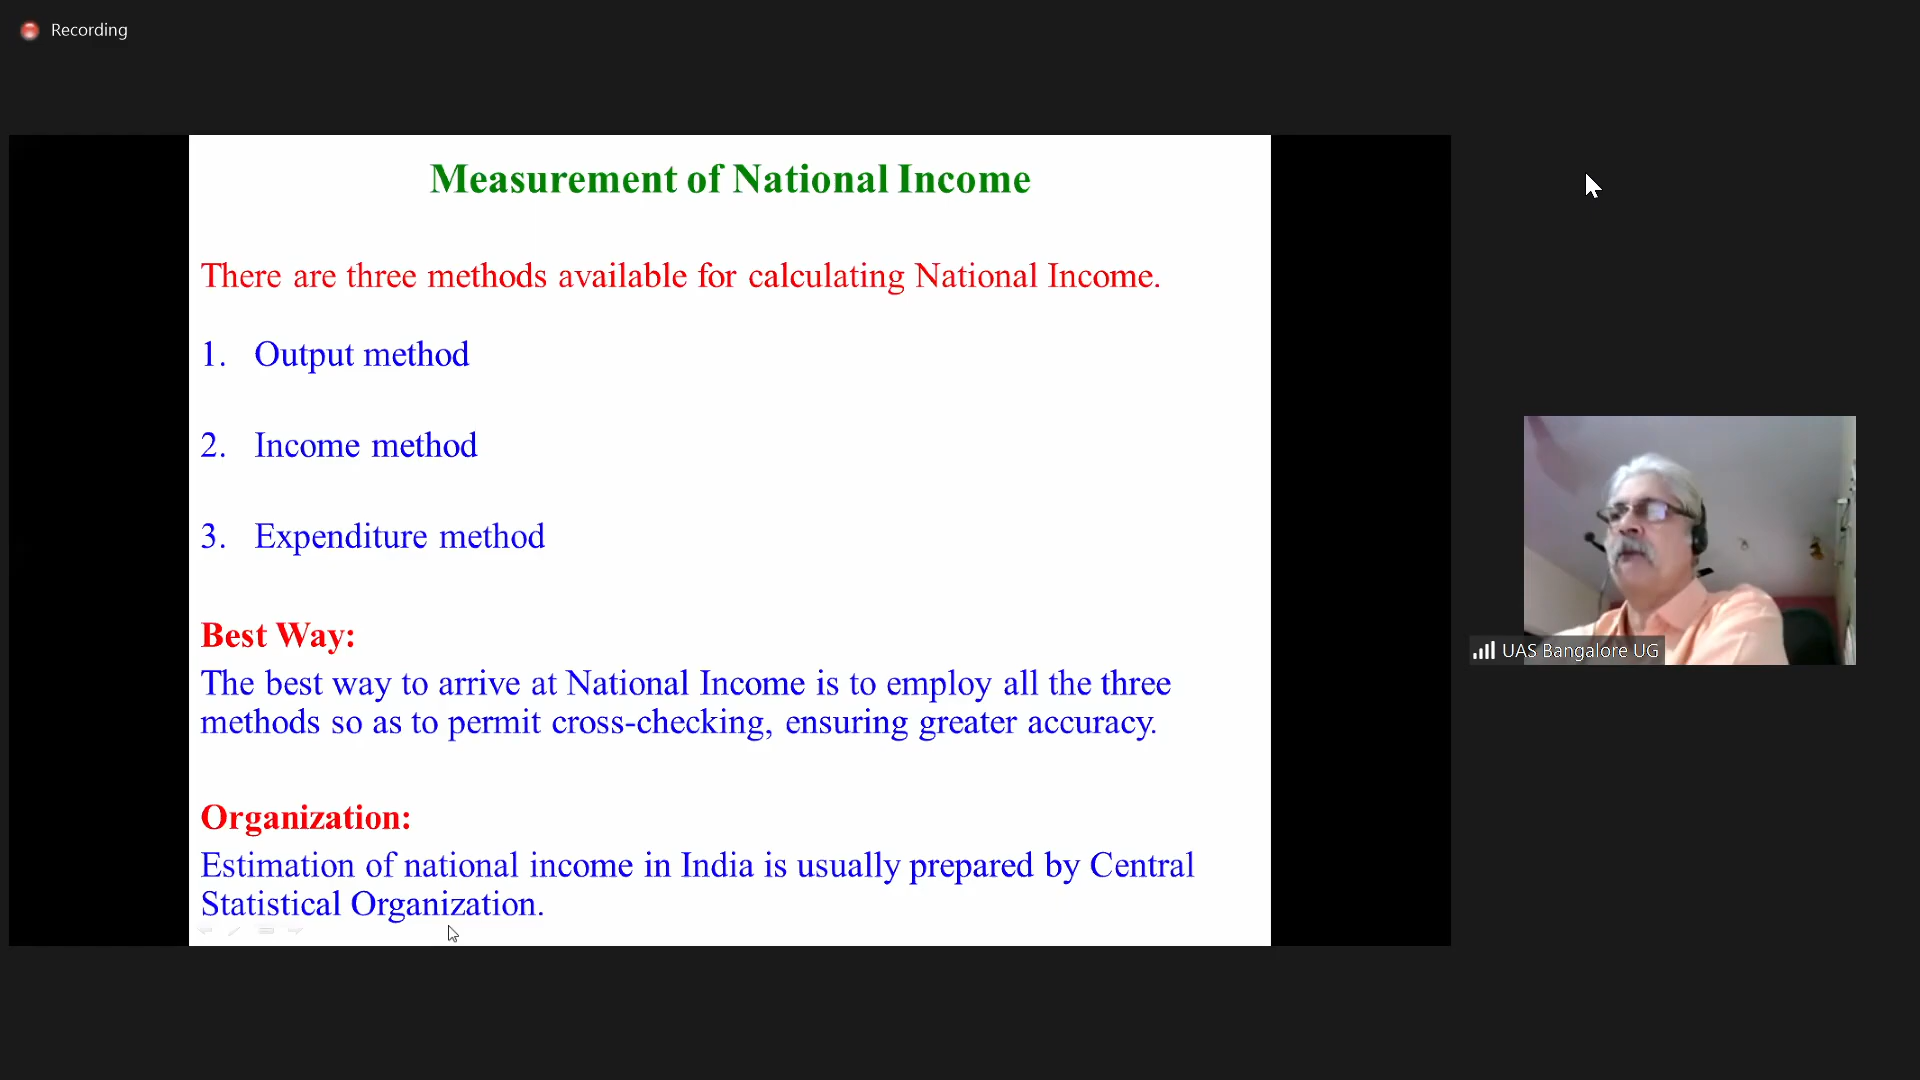 Recording
Measurement of National Income
There are three methods available for calculating National Income.
1. Output method
2. Income method
3. Expenditure method
Best Way:
The best way to arrive at National Income is to employ all the three
methods so as to permit cross-checking, ensuring greater accuracy.
Organization:
Estimation of national income in India is usually prepared by Central
Statistical Organization.
UAS Bangalore UG